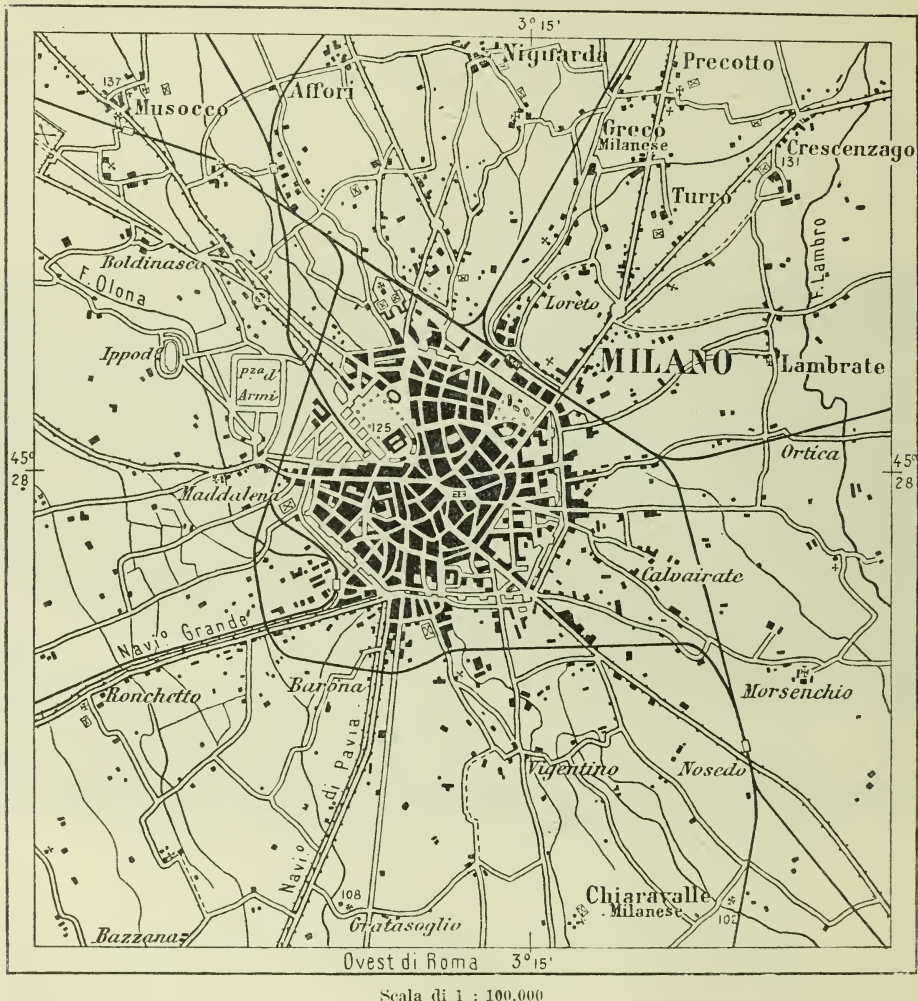 3° 15'
137
Musocco
Affori
Niguarda
Precotto
Greco
Milanese
Crescenzago
131
Turro
F. Lambro
Boldinasco
F. Olona
Loreto
Ippod.
Pza d'
Armi
MILANO
Lambrate
125
45°
28
Ortica
45°
28
Maddalena
Calvairate
Navi° Grande
Ronchetto
Barona
Morsenchio
Navi° di Pavia
Vigentino
Nosedo
Chiaravalle
Milanese
108
102
Gratasoglio
Bazzana
Ovest di Roma 3° 15'
Scala di 1 : 100.000